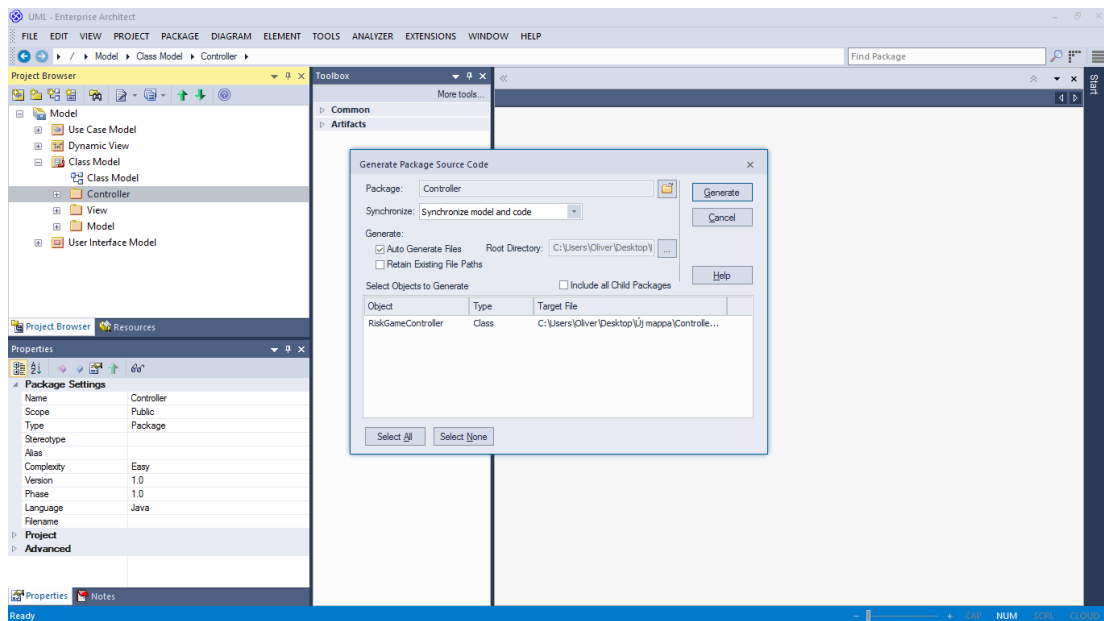 UML - Enterprise Architect
FILE EDIT VIEW PROJECT PACKAGE DIAGRAM ELEMENT TOOLS ANALYZER EXTENSIONS WINDOW HELP
/ Model Class Model Controller
Find Package
Project Browser
Model
Use Case Model
Dynamic View
Class Model
Class Model
Controller
View
Model
User Interface Model
Project Browser Resources
Properties
Package Settings
Name Controller
Scope Public
Type Package
Stereotype
Alias
Complexity Easy
Version 1.0
Phase 1.0
Language Java
Filename
Project
Advanced
Properties Notes
Toolbox
More tools...
Common
Artifacts
Start
Generate Package Source Code
Package: Controller
Generate
Synchronize: Synchronize model and code
Cancel
Generate:
Auto Generate Files Root Directory: C:\Users\Oliver\Desktop\
...
Retain Existing File Paths
Help
Select Objects to Generate Include all Child Packages
Object Type Target File
RiskGameController Class C:\Users\Oliver\Desktop\Új mappa\Controlle...
Select All Select None
Ready
CAP NUM SCRL CLOUD